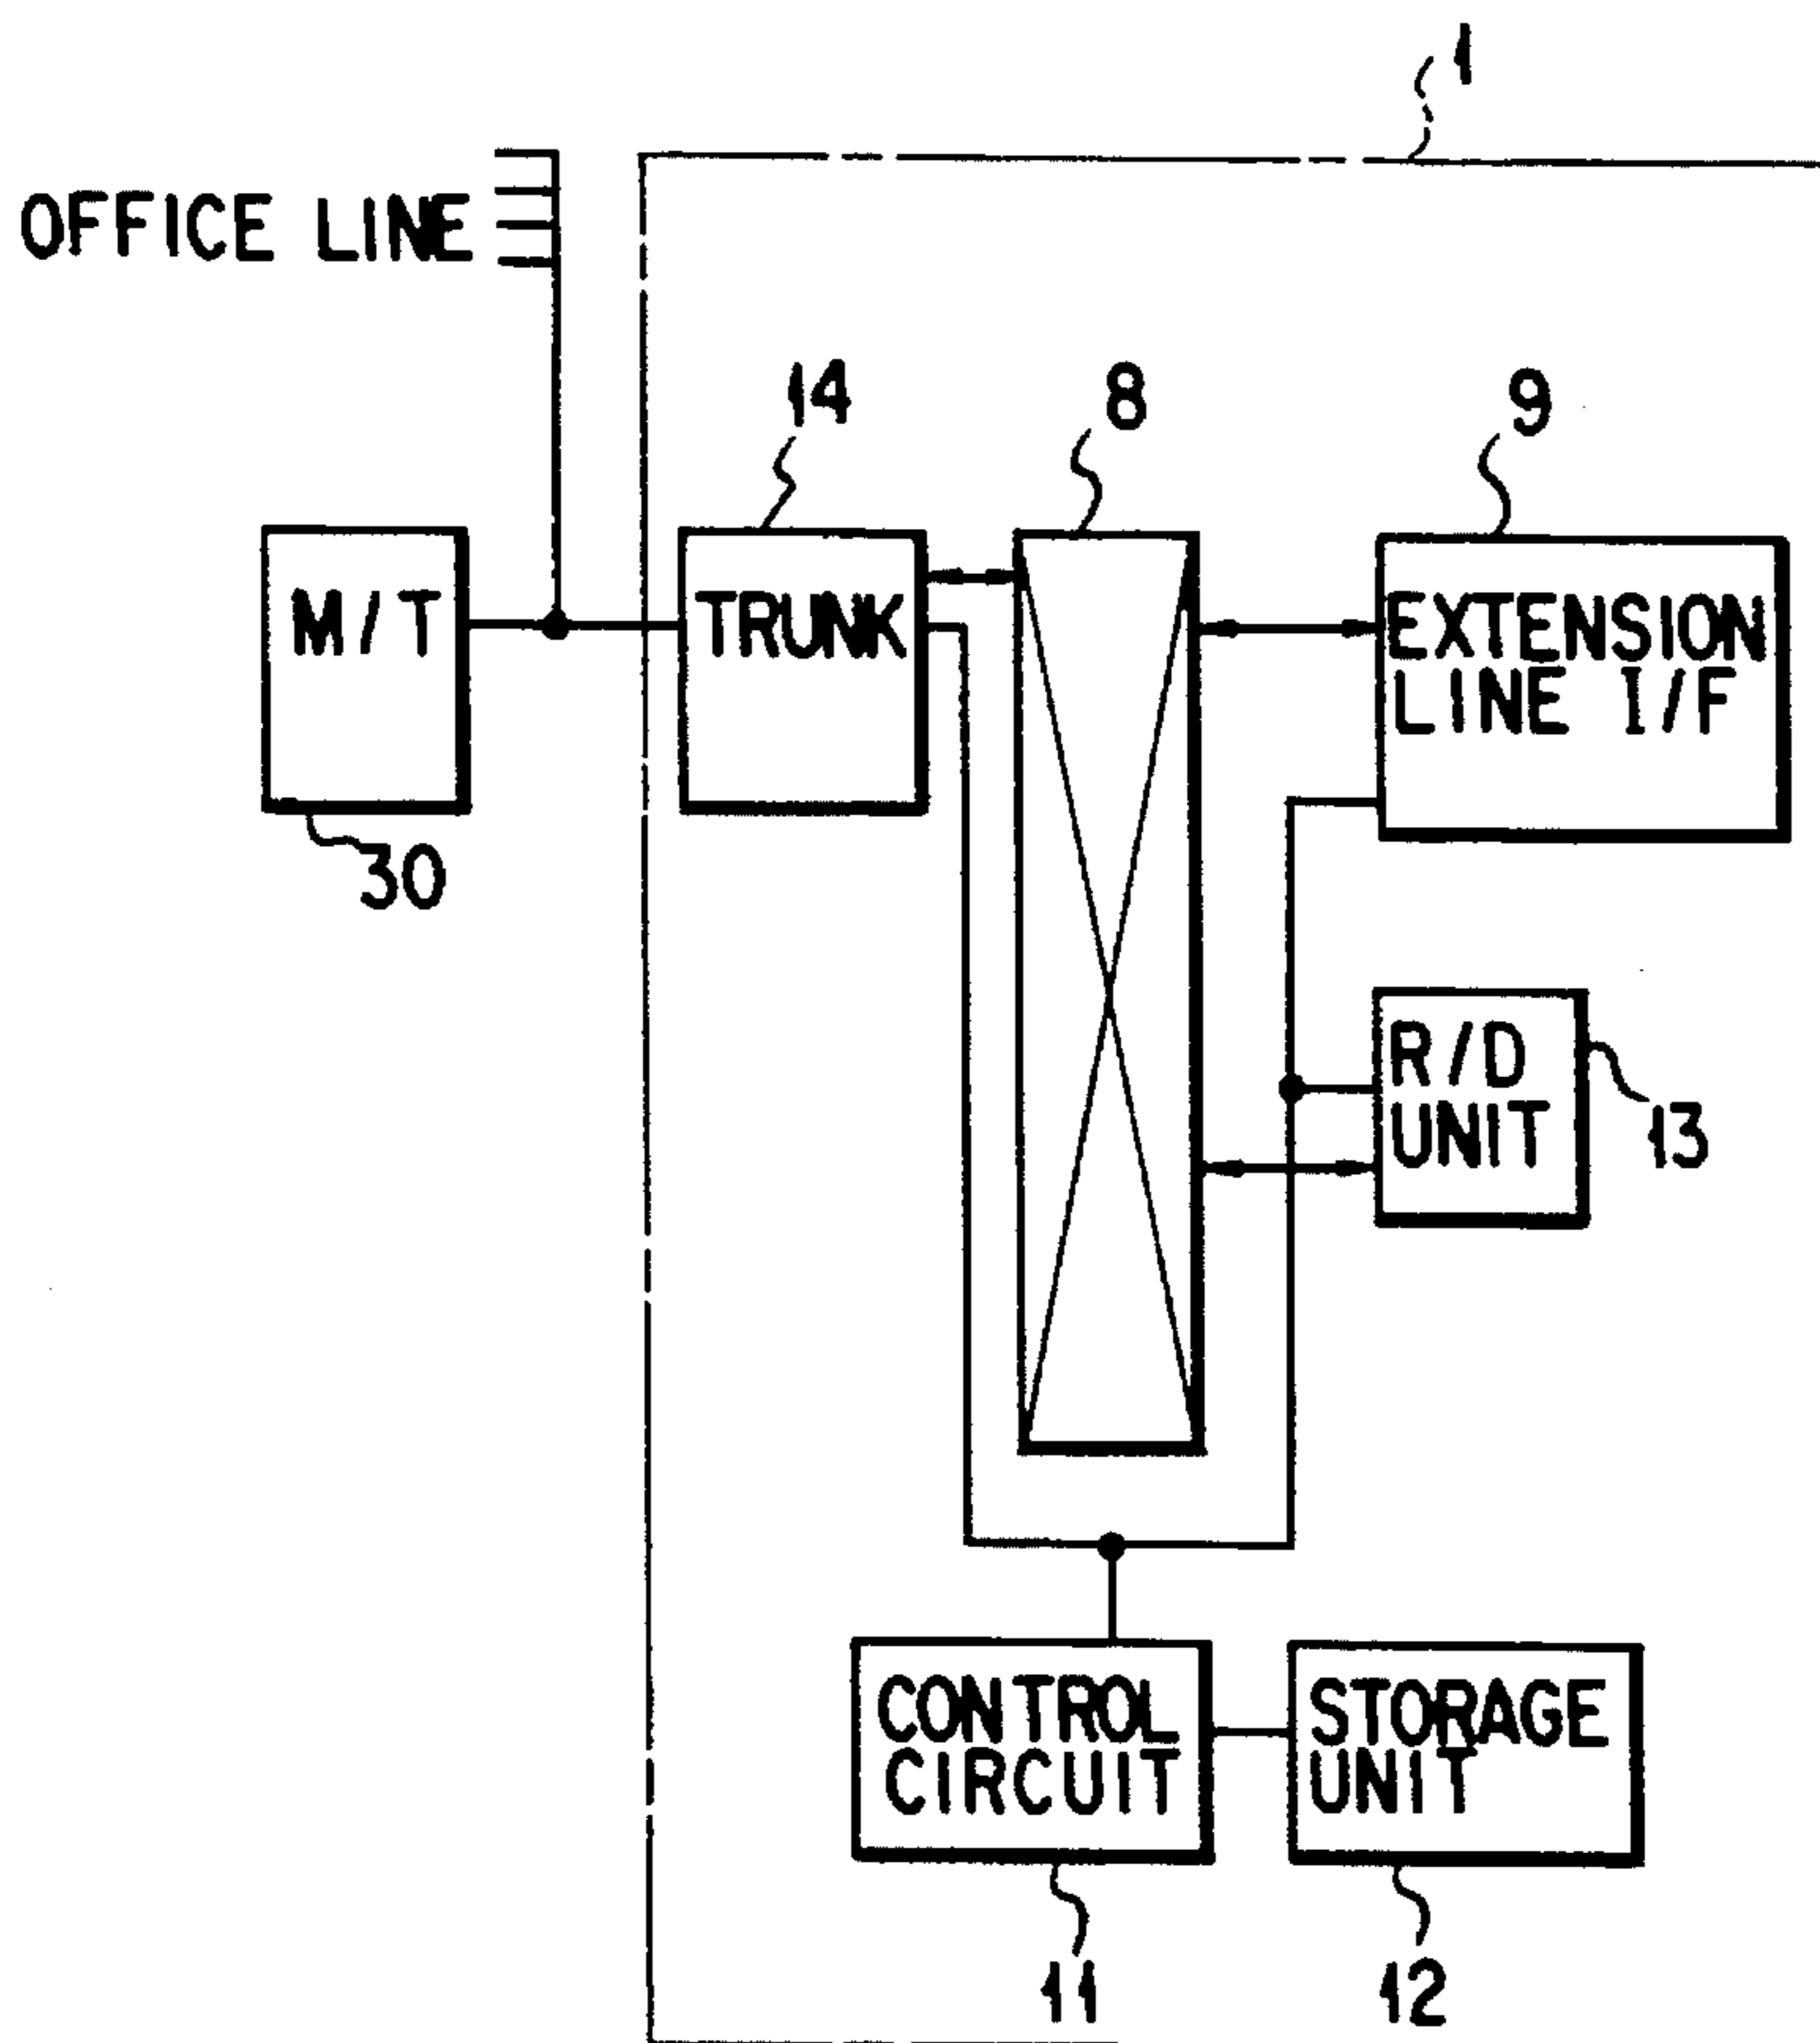 1
OFFICE LINE
14
8
9
M/T
TRUNK
EXTENSION
LINE I/F
30
R/D
UNIT
13
CONTROL
CIRCUIT
STORAGE
UNIT
11
12